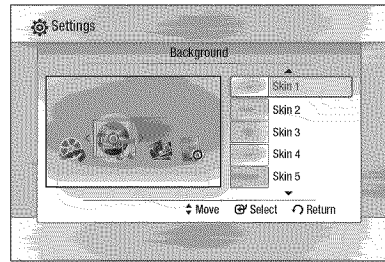 Settings
Background
Skin 1
Skin 2
Skin 3
Skin 4
Skin 5
Move Select Return